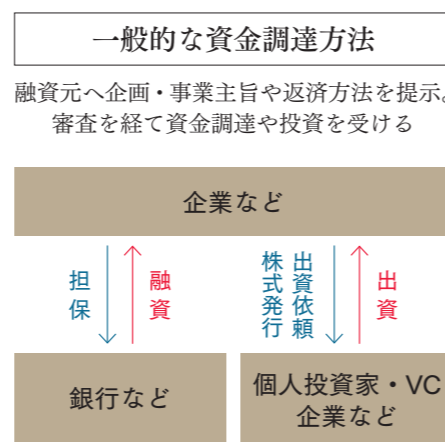 一般的な資金調達方法
融資元へ企画・事業主旨や返済方法を提示。
審査を経て資金調達や投資を受ける
企業など
担保
融資
出資依頼
株式発行
出資
銀行など
個人投資家・VC
企業など